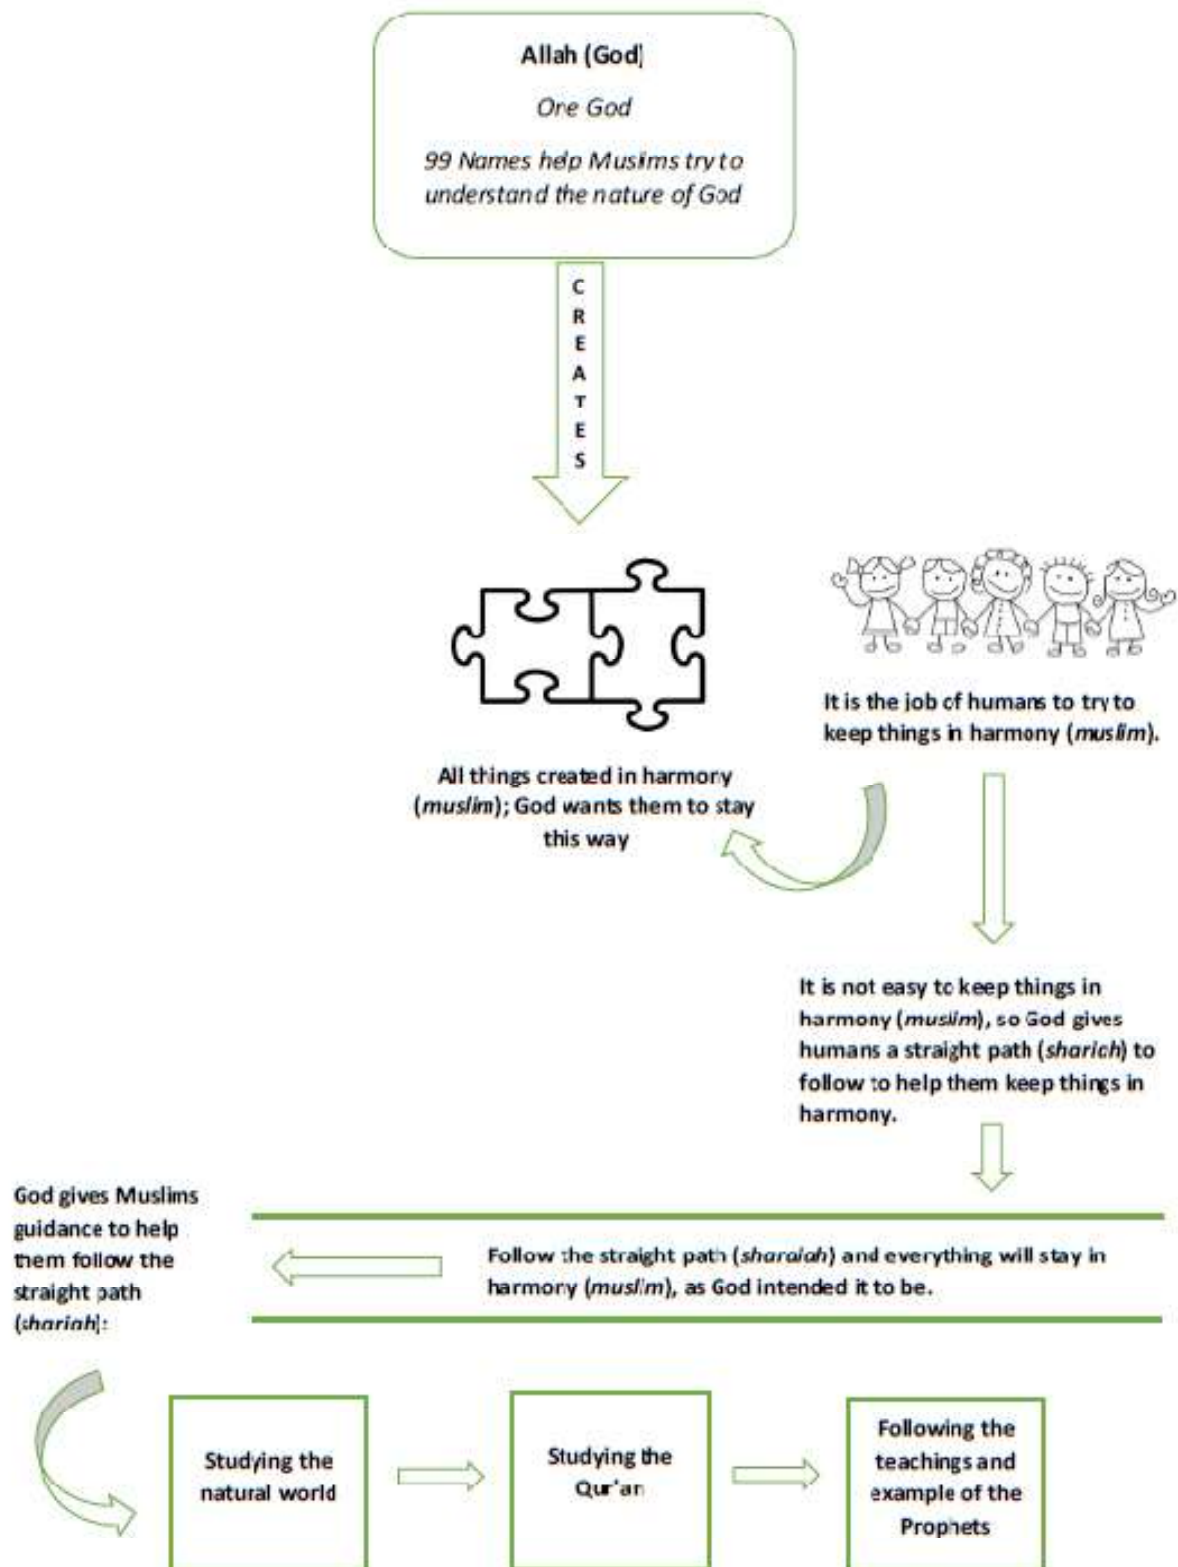 Allah (God)
One God
99 Names help Muslims try to
understand the nature of God
C
R
E
A
T
E
S
It is the job of humans to try to
keep things in harmony (muslim).
All things created in harmony
(muslim); God wants them to stay
this way
It is not easy to keep things in
harmony (muslim), so God gives
humans a straight path (shariah) to
follow to help them keep things in
harmony.
God gives Muslims
guidance to help
them follow the
straight path
(shariah):
Follow the straight path (sharaiah) and everything will stay in
harmony (muslim), as God intended it to be.
Studying the
natural world
Studying the
Qur'an
Following the
teachings and
example of the
Prophets